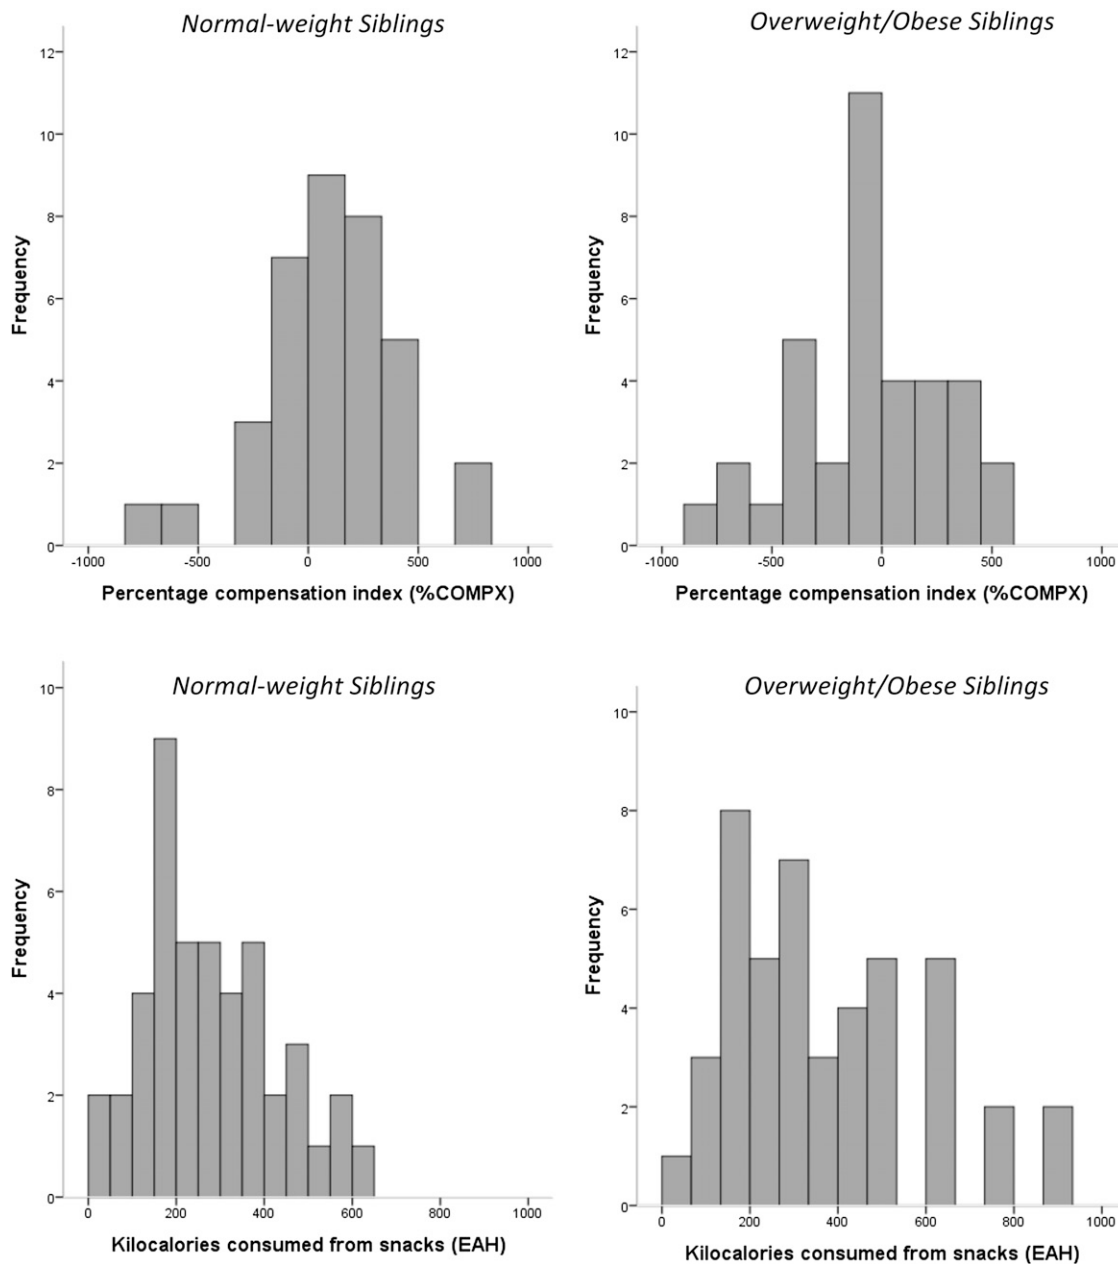 Normal-weight Siblings
12
10
8
6
4
2
0
Frequency
-1000 -500 0 500 1000
Percentage compensation index (%COMPX)
Overweight/Obese Siblings
12
10
8
6
4
2
0
Frequency
-1000 -500 0 500 1000
Percentage compensation index (%COMPX)
Normal-weight Siblings
10
8
6
4
2
0
Frequency
0 200 400 600 800 1000
Kilocalories consumed from snacks (EAH)
Overweight/Obese Siblings
10
8
6
4
2
0
Frequency
0 200 400 600 800 1000
Kilocalories consumed from snacks (EAH)